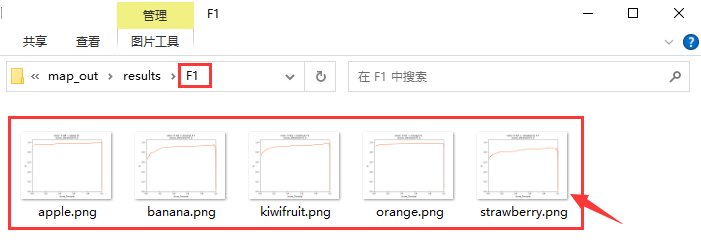 管理
F1
共享
查看
图片工具
map_out
results
F1
在 F1 中搜索
apple.png
banana.png
kiwifruit.png
orange.png
strawberry.png